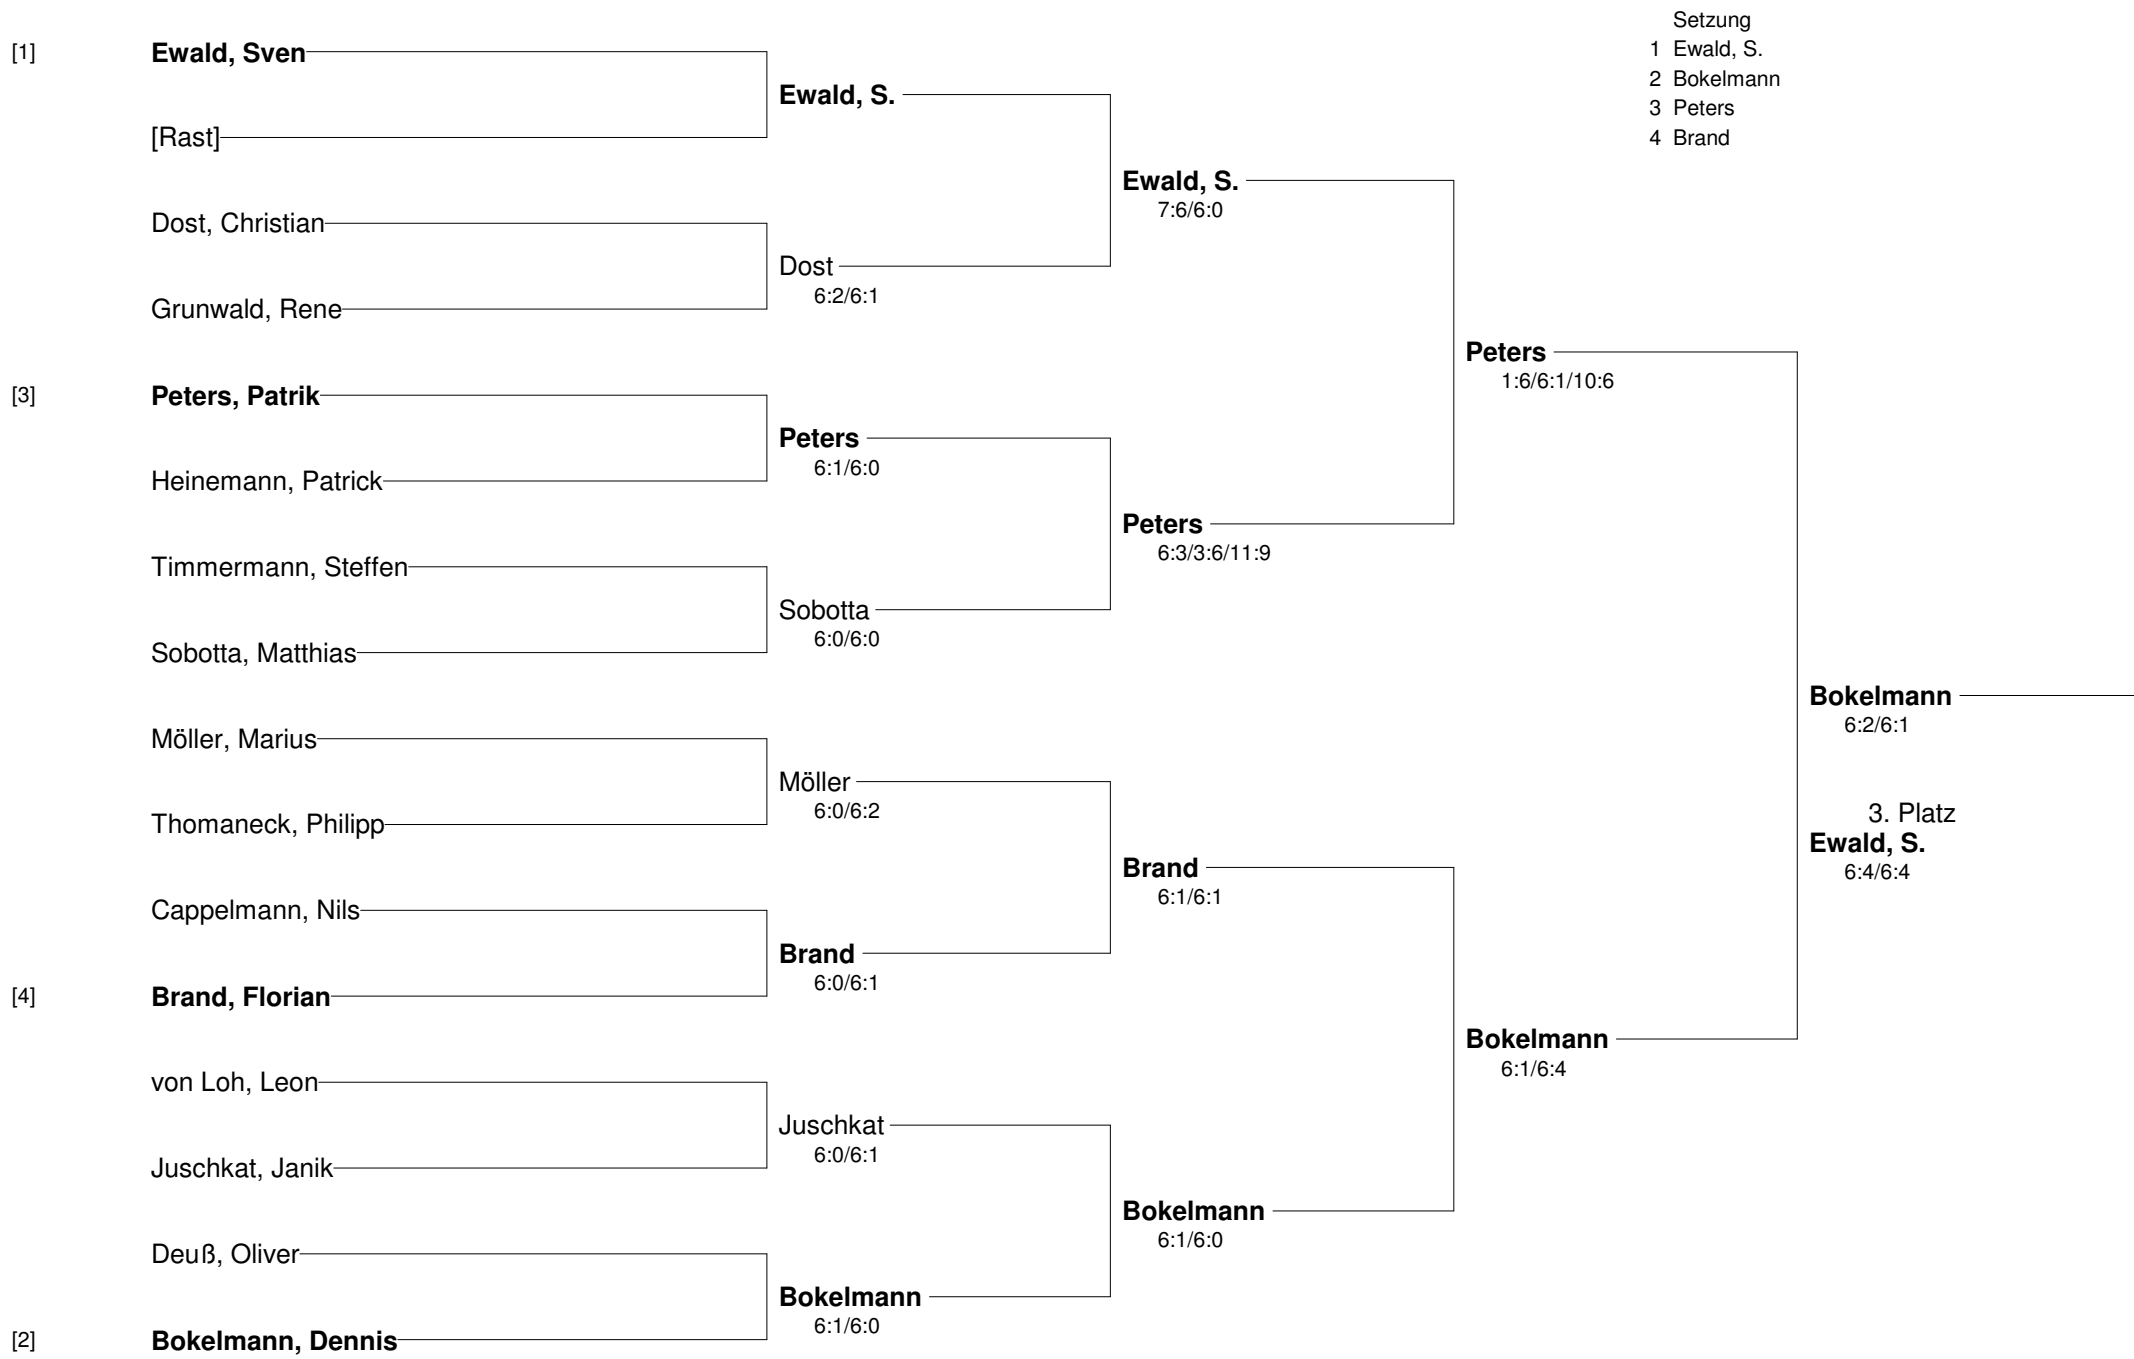 Setzung
1 Ewald, S.
2 Bokelmann
3 Peters
4 Brand
[1] Ewald, Sven
[Rast]
Dost, Christian
Grunwald, Rene
[3] Peters, Patrik
Heinemann, Patrick
Timmermann, Steffen
Sobotta, Matthias
Möller, Marius
Thomaneck, Philipp
Cappelmann, Nils
[4] Brand, Florian
von Loh, Leon
Juschkat, Janik
Deuß, Oliver
[2] Bokelmann, Dennis
Ewald, S.
Dost
6:2/6:1
Peters
6:1/6:0
Sobotta
6:0/6:0
Möller
6:0/6:2
Brand
6:0/6:1
Juschkat
6:0/6:1
Bokelmann
6:1/6:0
Ewald, S.
7:6/6:0
Peters
6:3/3:6/11:9
Brand
6:1/6:1
Bokelmann
6:1/6:0
Peters
1:6/6:1/10:6
Bokelmann
6:1/6:4
Bokelmann
6:2/6:1
3. Platz
Ewald, S.
6:4/6:4